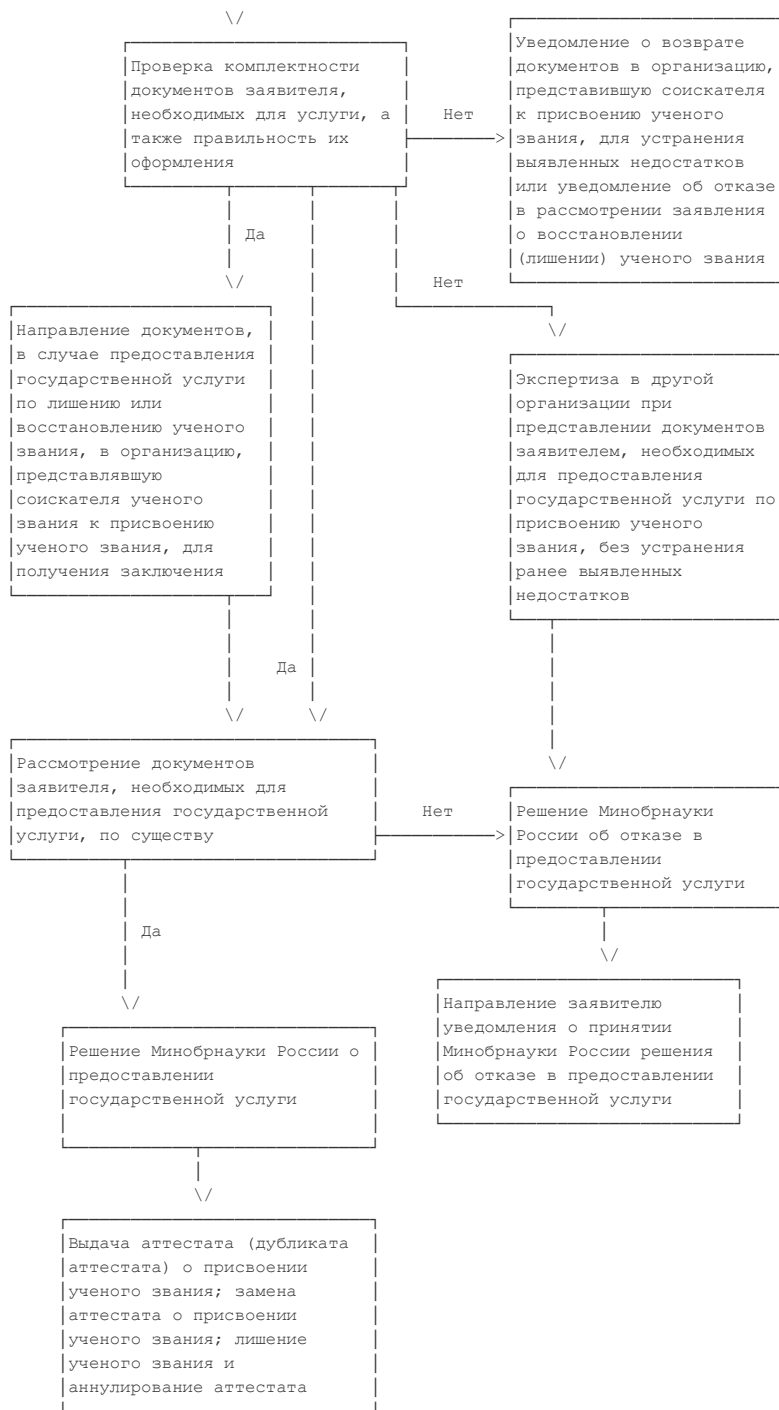 Проверка комплектности
документов заявителя,
необходимых для услуги, а
также правильность их
оформления
Нет
Уведомление о возврате
документов в организацию,
представившую соискателя
к присвоению ученого
звания, для устранения
выявленных недостатков
или уведомление об отказе
в рассмотрении заявления
о восстановлении
(лишении) ученого звания
Да
Нет
Направление документов,
в случае предоставления
государственной услуги
по лишению или
восстановлению ученого
звания, в организацию,
представлявшую
соискателя ученого
звания к присвоению
ученого звания, для
получения заключения
Экспертиза в другой
организации при
представлении документов
заявителем, необходимых
для предоставления
государственной услуги по
присвоению ученого
звания, без устранения
ранее выявленных
недостатков
Да
Рассмотрение документов
заявителя, необходимых для
предоставления государственной
услуги, по существу
Нет
Решение Минобрнауки
России об отказе в
предоставлении
государственной услуги
Да
Направление заявителю
уведомления о принятии
Минобрнауки России решения
об отказе в предоставлении
государственной услуги
Решение Минобрнауки России о
предоставлении
государственной услуги
Выдача аттестата (дубликата
аттестата) о присвоении
ученого звания; замена
аттестата о присвоении
ученого звания; лишение
ученого звания и
аннулирование аттестата